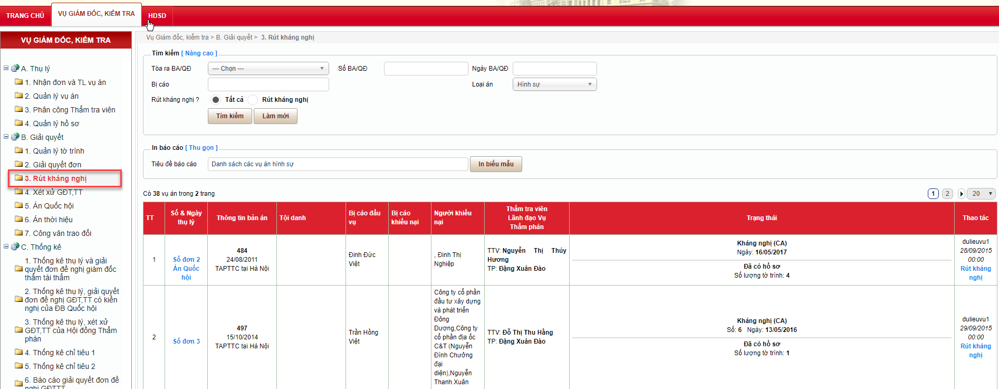 TRANG CHỦ
VỤ GIÁM ĐỐC, KIỂM TRA
HDSD
VỤ GIÁM ĐỐC, KIỂM TRA
A. Thụ lý
1. Nhận đơn và TL vụ án
2. Quản lý vụ án
3. Phân công Thẩm tra viên
4. Quản lý hồ sơ
B. Giải quyết
1. Quản lý tờ trình
2. Giải quyết đơn
3. Rút kháng nghị
4. Xét xử GĐT,TT
5. Án Quốc hội
6. Án thời hiệu
7. Công văn trao đổi
C. Thống kê
1. Thống kê thụ lý và giải
quyết đơn đề nghị giám đốc
thẩm tái thẩm
2. Thống kê thụ lý, giải quyết
đơn đề nghị GĐT,TT có kiến
nghị của ĐB Quốc hội
3. Thống kê thụ lý, xét xử
GĐT,TT của Hội đồng Thẩm
phán
4. Thống kê chỉ tiêu 1
5. Thống kê chỉ tiêu 2
6. Báo cáo giải quyết đơn đề
nghị GĐTTT
Vụ Giám đốc, kiểm tra > B. Giải quyết > 3. Rút kháng nghị
Tìm kiếm [ Nâng cao ]
Tòa ra BA/QĐ
--- Chọn ---
Số BA/QĐ
Ngày BA/QĐ
Bị cáo
Loại án
Hình sự
Rút kháng nghị ?
Tất cả
Rút kháng nghị
Tìm kiếm
Làm mới
In báo cáo [ Thu gọn ]
Tiêu đề báo cáo
Danh sách các vụ án hình sự
In biểu mẫu
Có 38 vụ án trong 2 trang
1
2
20
TT
Số & Ngày
thụ lý
Thông tin bản án
Tội danh
Bị cáo đầu
vụ
Bị cáo
khiếu nại
Người khiếu
nại
Thẩm tra viên
Lãnh đạo Vụ
Thẩm phán
Trạng thái
Thao tác
1
Số đơn 2
Án Quốc
hội
484
24/08/2011
TAPTTC tại Hà Nội
Đinh Đức
Việt
, Đinh Thị
Nghiệp
TTV: Nguyễn Thị Thúy
Hương
TP: Đặng Xuân Đào
Kháng nghị (CA)
Ngày: 16/05/2017
Đã có hồ sơ
Số lượng tờ trình: 4
dulieuvu1
28/09/2015
00:00
Rút kháng
nghị
2
Số đơn 3
497
15/10/2014
TAPTTC tại Hà Nội
Trần Hồng
Việt
Công ty cổ phần
đầu tư xây dựng
và phát triển
Đông
Dương,Công ty
cổ phần địa ốc
C&T (Nguyễn
Đình Chưởng
đại
diện),Nguyễn
Thanh Xuân
TTV: Đỗ Thị Thu Hằng
TP: Đặng Xuân Đào
Kháng nghị (CA)
Số: 6 Ngày: 13/05/2016
Đã có hồ sơ
Số lượng tờ trình: 1
dulieuvu1
29/09/2015
00:00
Rút kháng
nghị